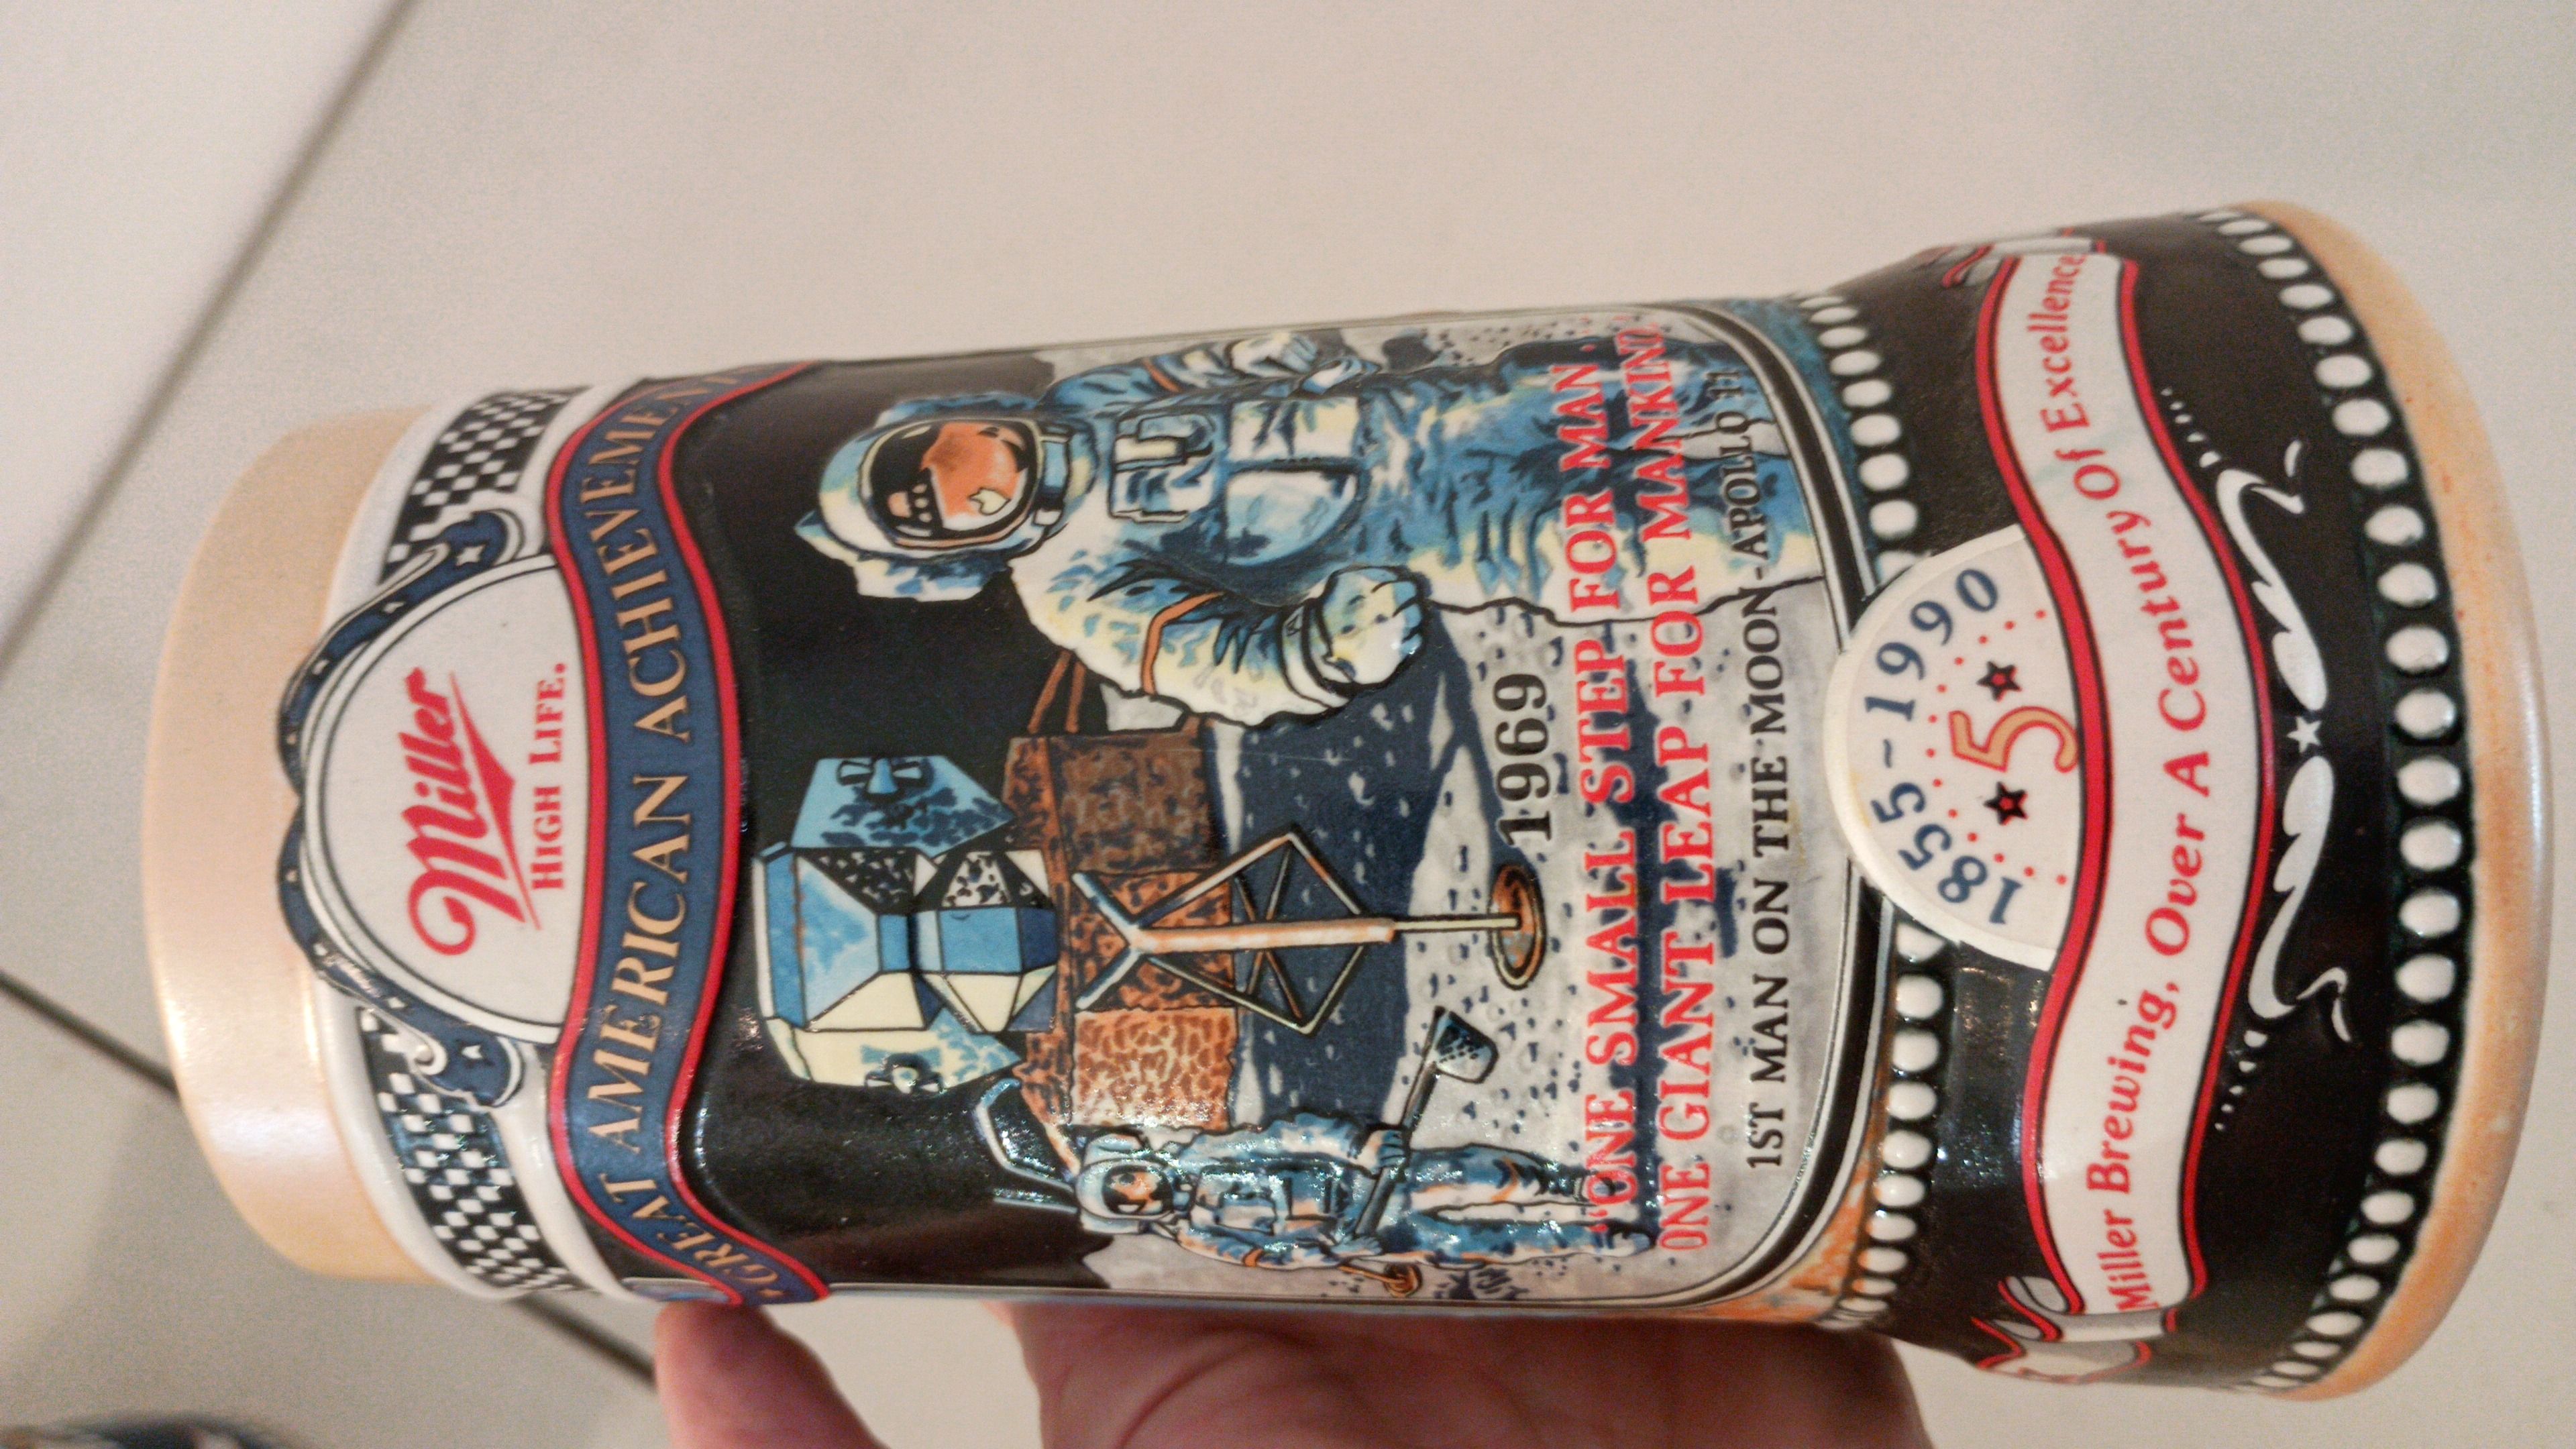 Miller
HIGH LIFE.
GREAT AMERICAN ACHIEVEMENTS
1969
"ONE SMALL STEP FOR MAN,
ONE GIANT LEAP FOR MANKIND."
1ST MAN ON THE MOON-APOLLO 11
1855-1990
5
Miller Brewing, Over A Century Of Excellence